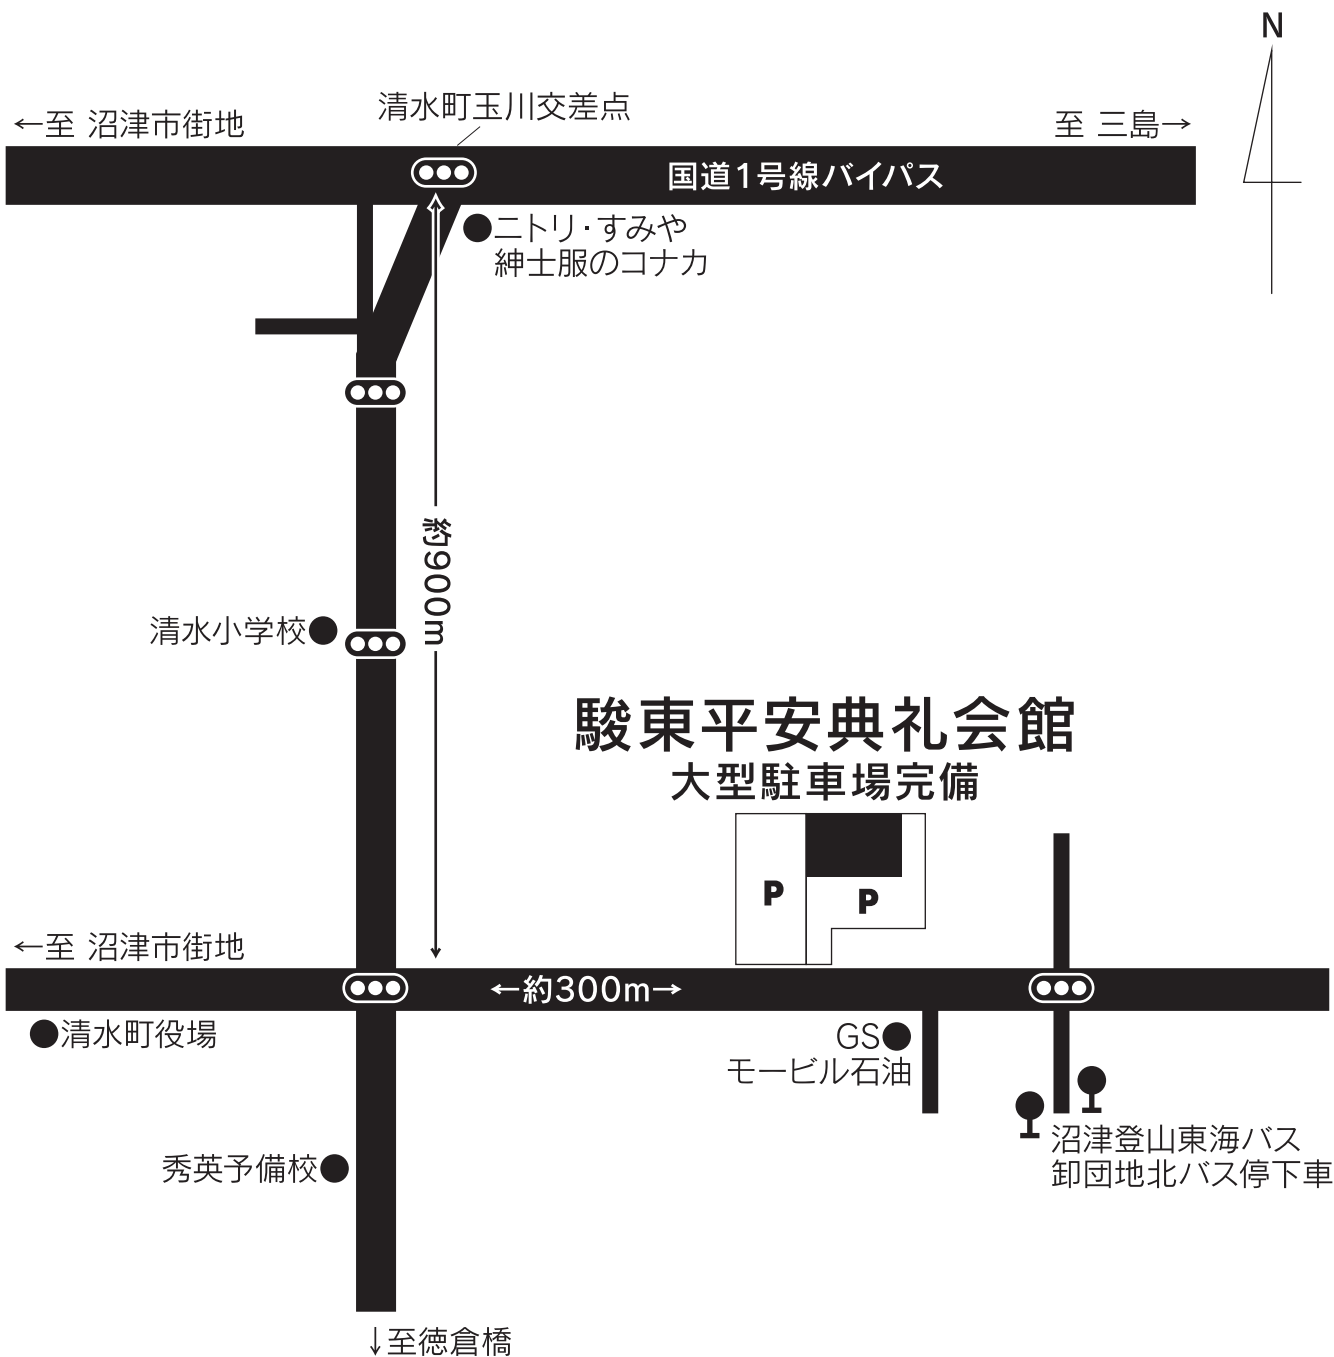 N
清水町玉川交差点
←至 沼津市街地
至 三島→
国道1号線バイパス
ニトリ・すみや
紳士服のコナカ
約900m
清水小学校
駿東平安典礼会館
大型駐車場完備
P
P
←至 沼津市街地
←約300m→
清水町役場
GS
モービル石油
沼津登山東海バス
卸団地北バス停下車
秀英予備校
↓至徳倉橋